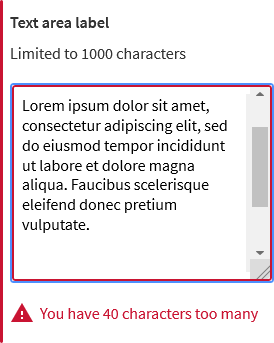 Text area label
Limited to 1000 characters
Lorem ipsum dolor sit amet,
consectetur adipiscing elit, sed
do eiusmod tempor incididunt
ut labore et dolore magna
aliqua. Faucibus scelerisque
eleifend donec pretium
vulputate.
You have 40 characters too many